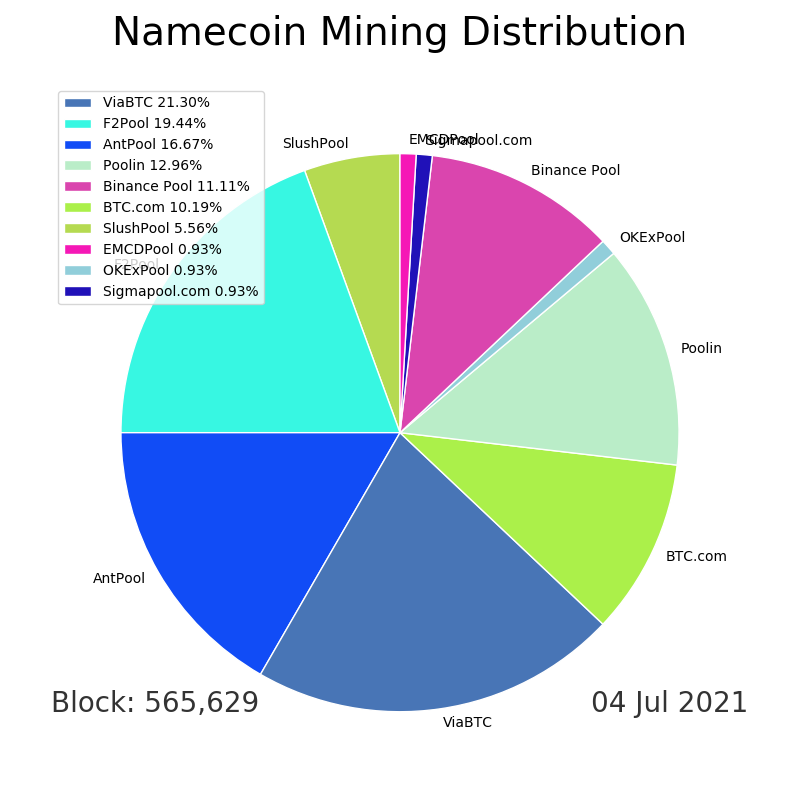 Namecoin Mining Distribution
ViaBTC 21.30%
F2Pool 19.44%
AntPool 16.67%
Poolin 12.96%
Binance Pool 11.11%
BTC.com 10.19%
SlushPool 5.56%
EMCDPool 0.93%
OKExPool 0.93%
Sigmapool.com 0.93%
SlushPool
EMCDPool
Sigmapool.com
Binance Pool
OKExPool
F2Pool
Poolin
BTC.com
AntPool
ViaBTC
Block: 565,629
04 Jul 2021